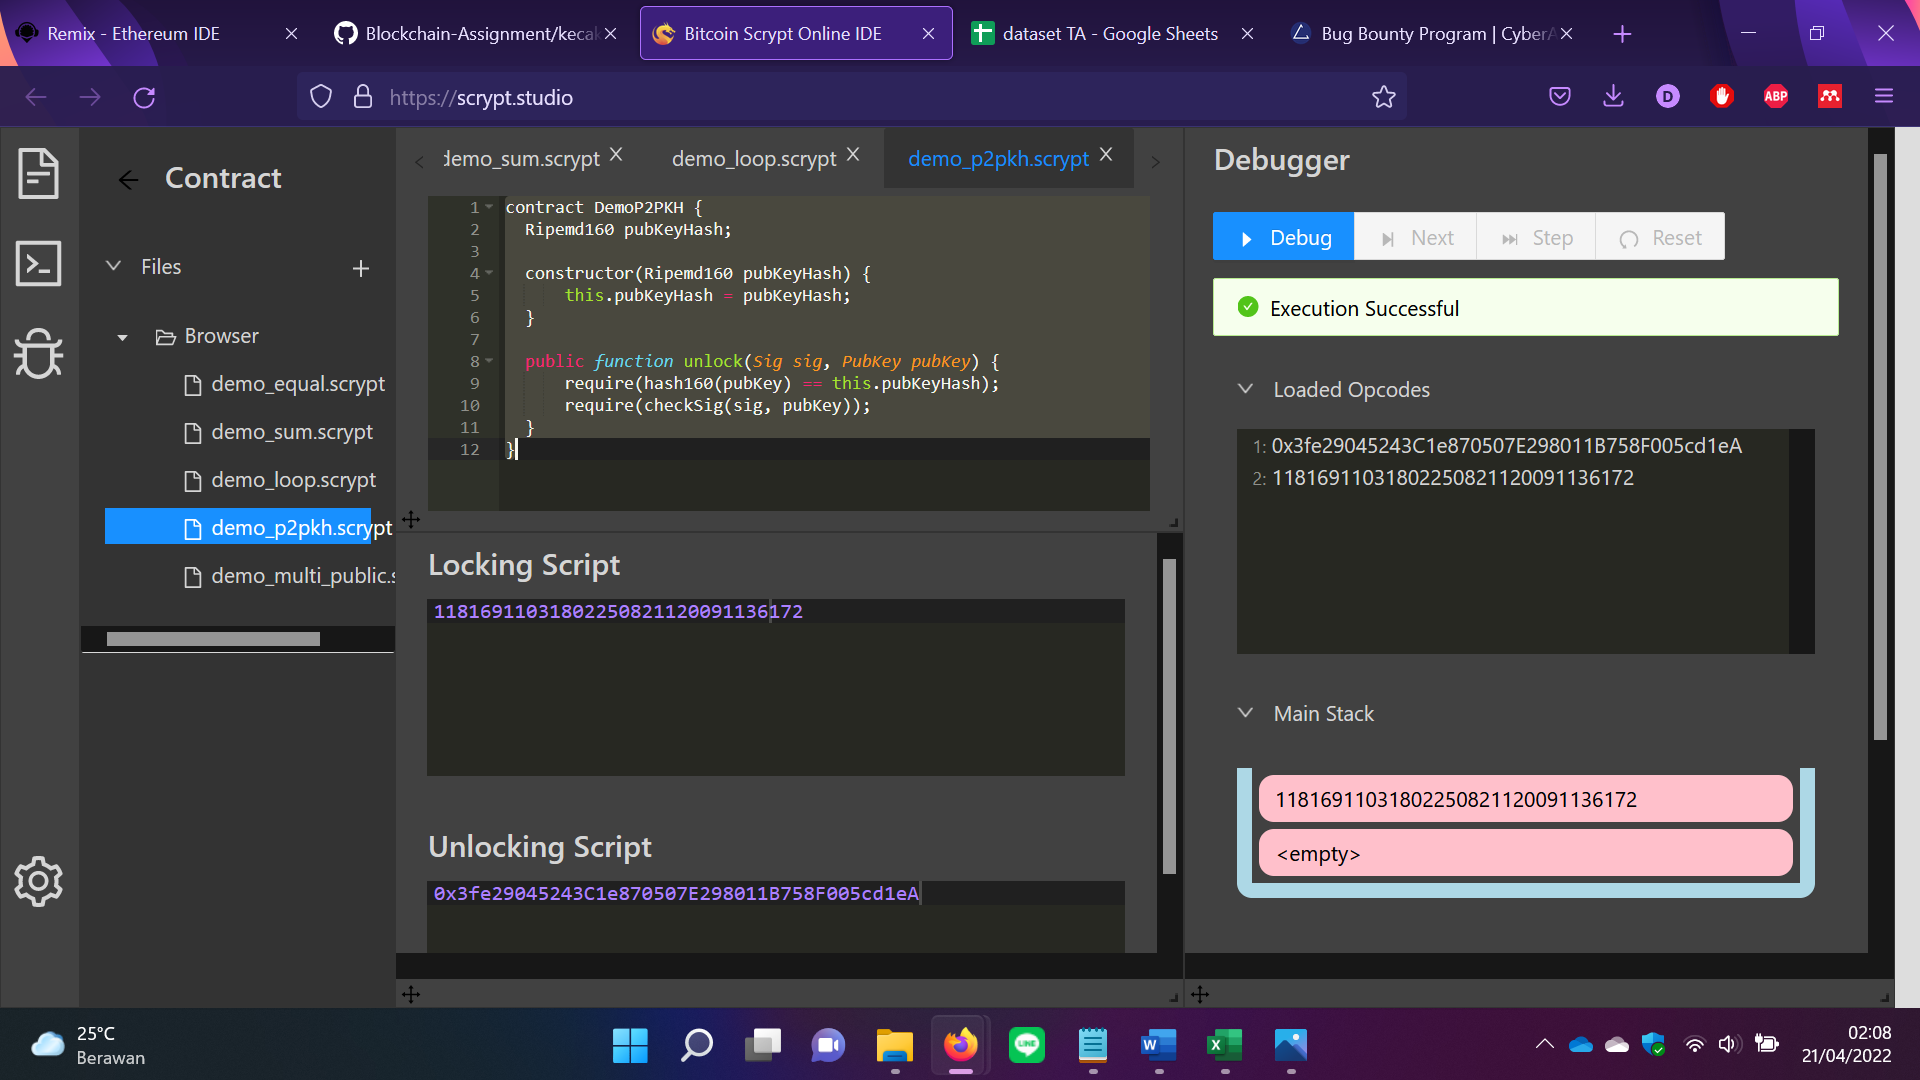 Remix - Ethereum IDE
Blockchain-Assignment/kecak
Bitcoin Scrypt Online IDE
dataset TA - Google Sheets
Bug Bounty Program | CyberA
https://scrypt.studio
D
ABP
Contract
Files
Browser
demo_equal.scrypt
demo_sum.scrypt
demo_loop.scrypt
demo_p2pkh.scrypt
demo_multi_public.s
demo_sum.scrypt
demo_loop.scrypt
demo_p2pkh.scrypt
1 contract DemoP2PKH {
2 Ripemd160 pubKeyHash;
3
4 constructor(Ripemd160 pubKeyHash) {
5 this.pubKeyHash = pubKeyHash;
6 }
7
8 public function unlock(Sig sig, PubKey pubKey) {
9 require(hash160(pubKey) == this.pubKeyHash);
10 require(checkSig(sig, pubKey));
11 }
12 }
Locking Script
118169110318022508211120091136172
Unlocking Script
0x3fe29045243C1e870507E298011B758F005cd1eA
Debugger
Debug
Next
Step
Reset
Execution Successful
Loaded Opcodes
1: 0x3fe29045243C1e870507E298011B758F005cd1eA
2: 11816911031802250821120091136172
Main Stack
11816911031802250821120091136172
<empty>
25°C
Berawan
LINE
W
X
02:08
21/04/2022